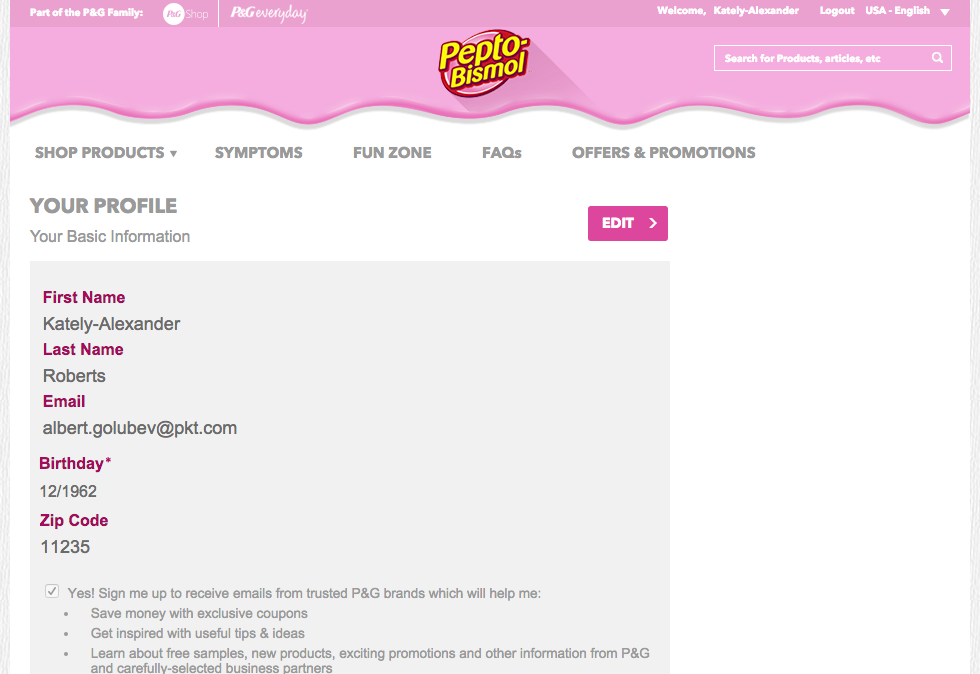 Part of the P&G Family: P&G Shop P&G everyday Welcome, Kately-Alexander Logout USA - English
Pepto-
Bismol
Search for Products, articles, etc
SHOP PRODUCTS ▾ SYMPTOMS FUN ZONE FAQs OFFERS & PROMOTIONS
YOUR PROFILE
EDIT >
Your Basic Information
First Name
Kately-Alexander
Last Name
Roberts
Email
albert.golubev@pkt.com
Birthday*
12/1962
Zip Code
11235
Yes! Sign me up to receive emails from trusted P&G brands which will help me:
• Save money with exclusive coupons
• Get inspired with useful tips & ideas
• Learn about free samples, new products, exciting promotions and other information from P&G
and carefully-selected business partners